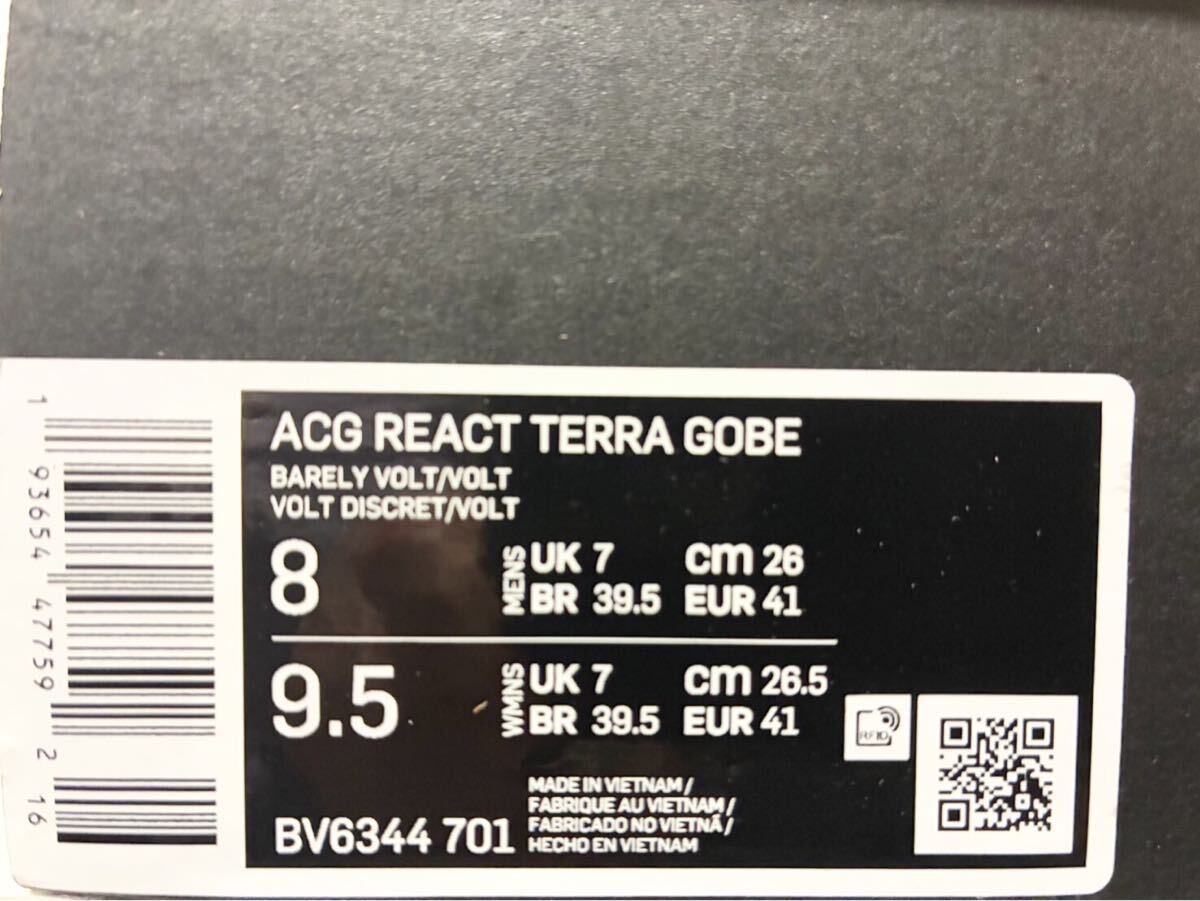 ACG REACT TERRA GOBE
BARELY VOLT/VOLT
VOLT DISCRET/VOLT
8 MENS UK 7 CM 26
BR 39.5 EUR 41
9.5 WMNS UK 7 CM 26.5
BR 39.5 EUR 41
RFID
MADE IN VIETNAM /
FABRIQUE AU VIETNAM /
FABRICADO NO VIETNÃ /
HECHO EN VIETNAM
BV6344 701
1 93654 47759 2 16